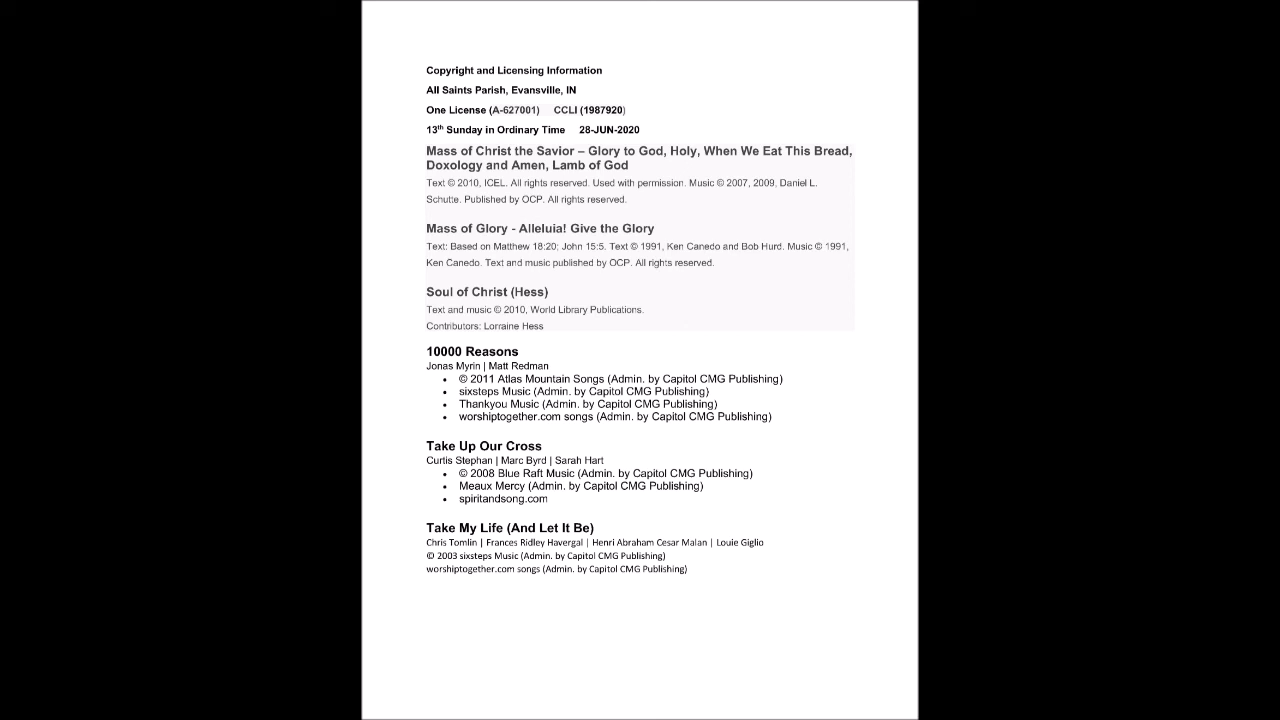 Copyright and Licensing Information
All Saints Parish, Evansville, IN
One License (A-627001) CCLI (1987920)
13th Sunday in Ordinary Time 28-JUN-2020
Mass of Christ the Savior – Glory to God, Holy, When We Eat This Bread,
Doxology and Amen, Lamb of God
Text © 2010, ICEL. All rights reserved. Used with permission. Music © 2007, 2009, Daniel L.
Schutte. Published by OCP. All rights reserved.
Mass of Glory - Alleluia! Give the Glory
Text: Based on Matthew 18:20; John 15:5. Text © 1991, Ken Canedo and Bob Hurd. Music © 1991,
Ken Canedo. Text and music published by OCP. All rights reserved.
Soul of Christ (Hess)
Text and music © 2010, World Library Publications.
Contributors: Lorraine Hess
10000 Reasons
Jonas Myrin | Matt Redman
• © 2011 Atlas Mountain Songs (Admin. by Capitol CMG Publishing)
• sixsteps Music (Admin. by Capitol CMG Publishing)
• Thankyou Music (Admin. by Capitol CMG Publishing)
• worshiptogether.com songs (Admin. by Capitol CMG Publishing)
Take Up Our Cross
Curtis Stephan | Marc Byrd | Sarah Hart
• © 2008 Blue Raft Music (Admin. by Capitol CMG Publishing)
• Meaux Mercy (Admin. by Capitol CMG Publishing)
• spiritandsong.com
Take My Life (And Let It Be)
Chris Tomlin | Frances Ridley Havergal | Henri Abraham Cesar Malan | Louie Giglio
© 2003 sixsteps Music (Admin. by Capitol CMG Publishing)
worshiptogether.com songs (Admin. by Capitol CMG Publishing)